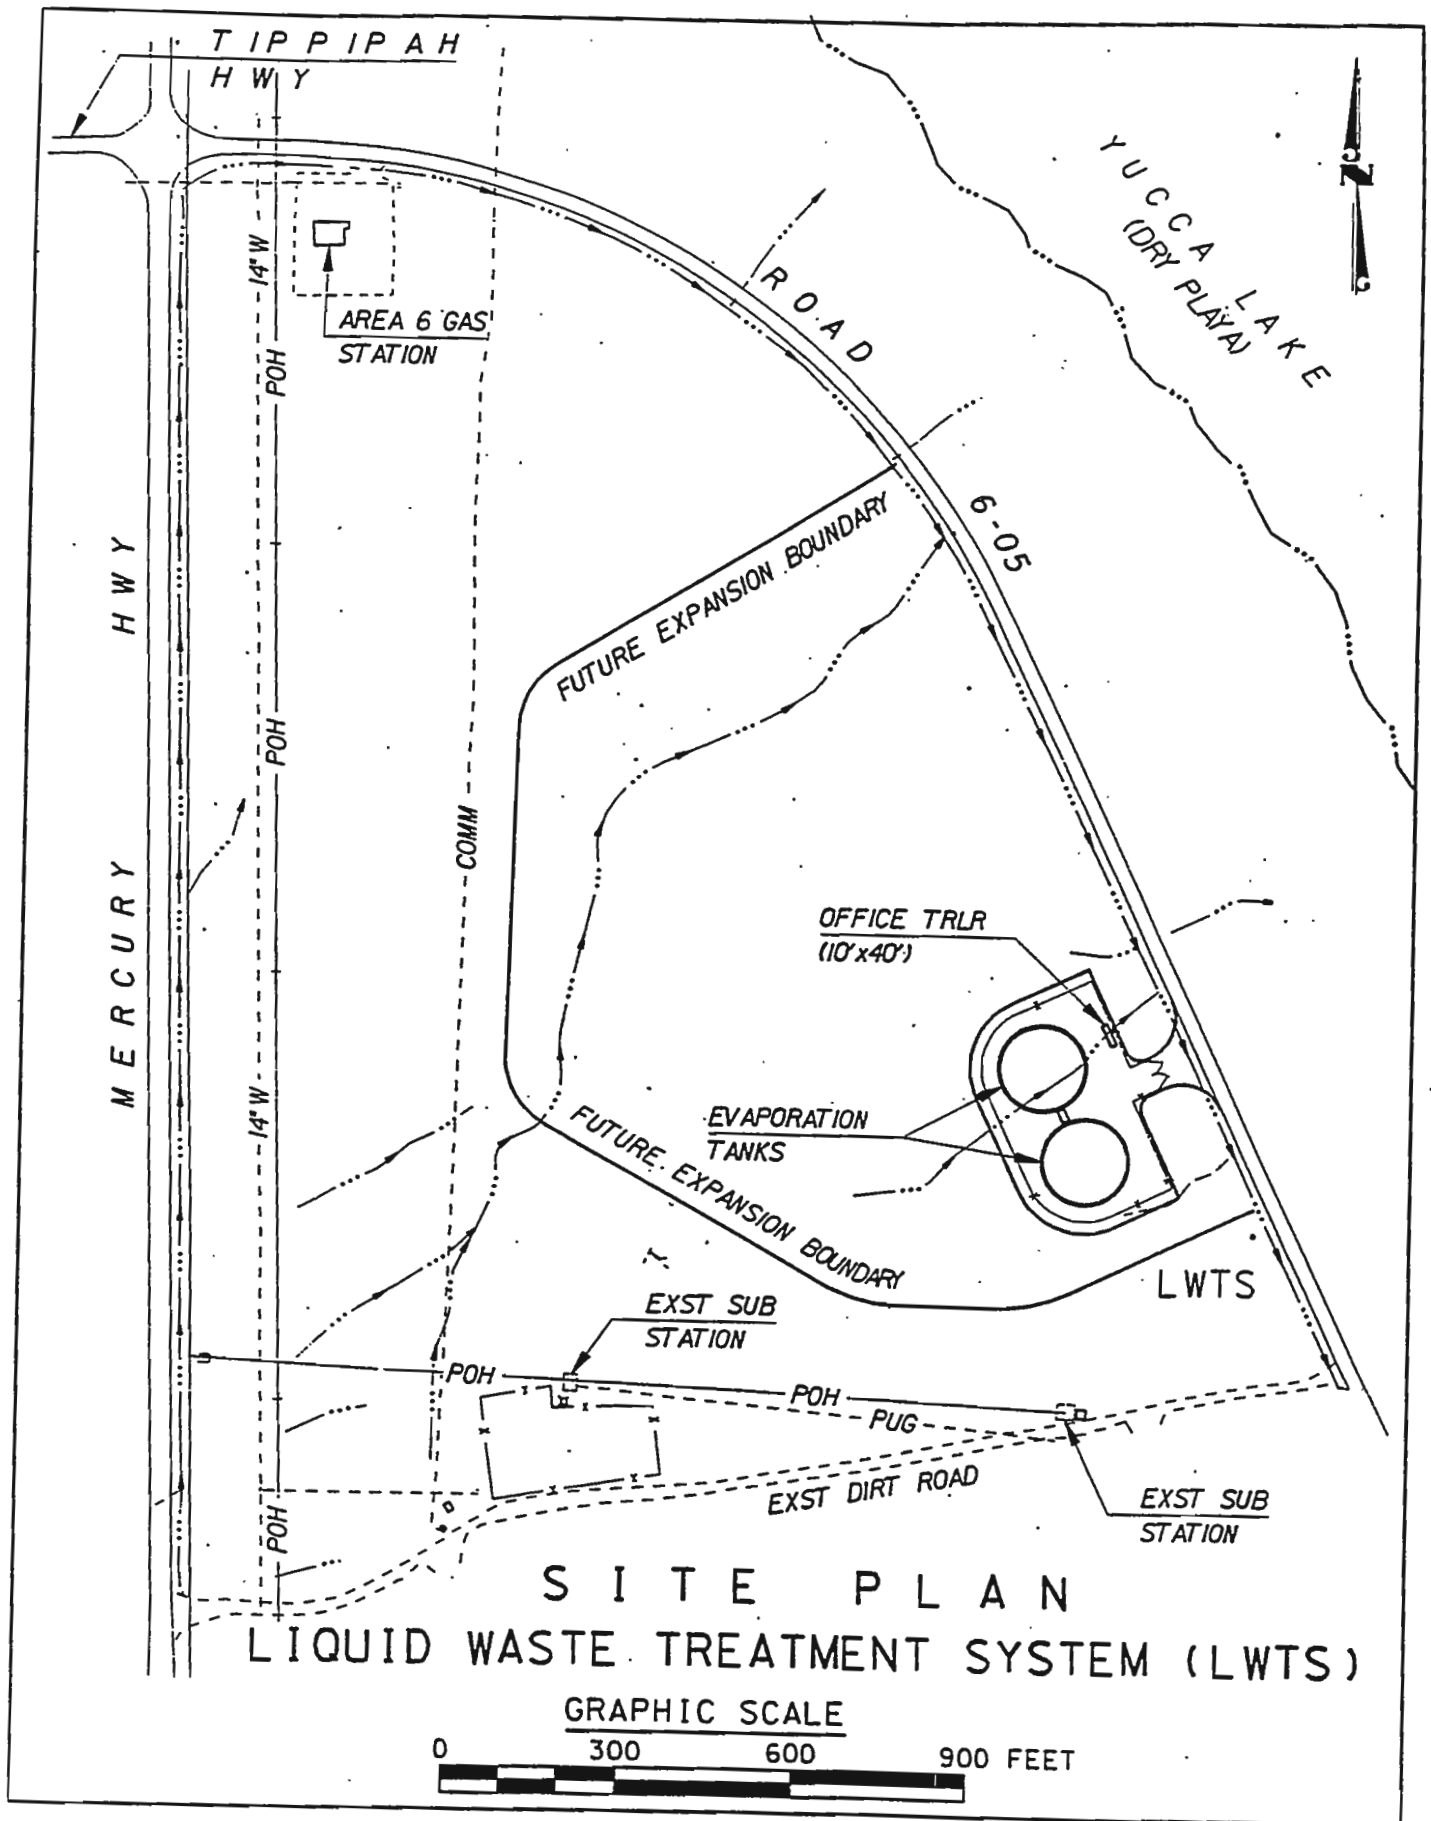 TIPPIPAH
HWY
N
YUCCA LAKE
(DRY PLAYA)
ROAD
6-05
14"W
AREA 6 GAS
STATION
POH
MERCURY HWY
FUTURE EXPANSION BOUNDARY
POH
COMM
OFFICE TRLR
(10'x40')
14"W
EVAPORATION
TANKS
FUTURE EXPANSION BOUNDARY
LWTS
EXST SUB
STATION
POH
POH
PUG
EXST DIRT ROAD
EXST SUB
STATION
POH
SITE PLAN
LIQUID WASTE TREATMENT SYSTEM (LWTS)
GRAPHIC SCALE
0 300 600 900 FEET